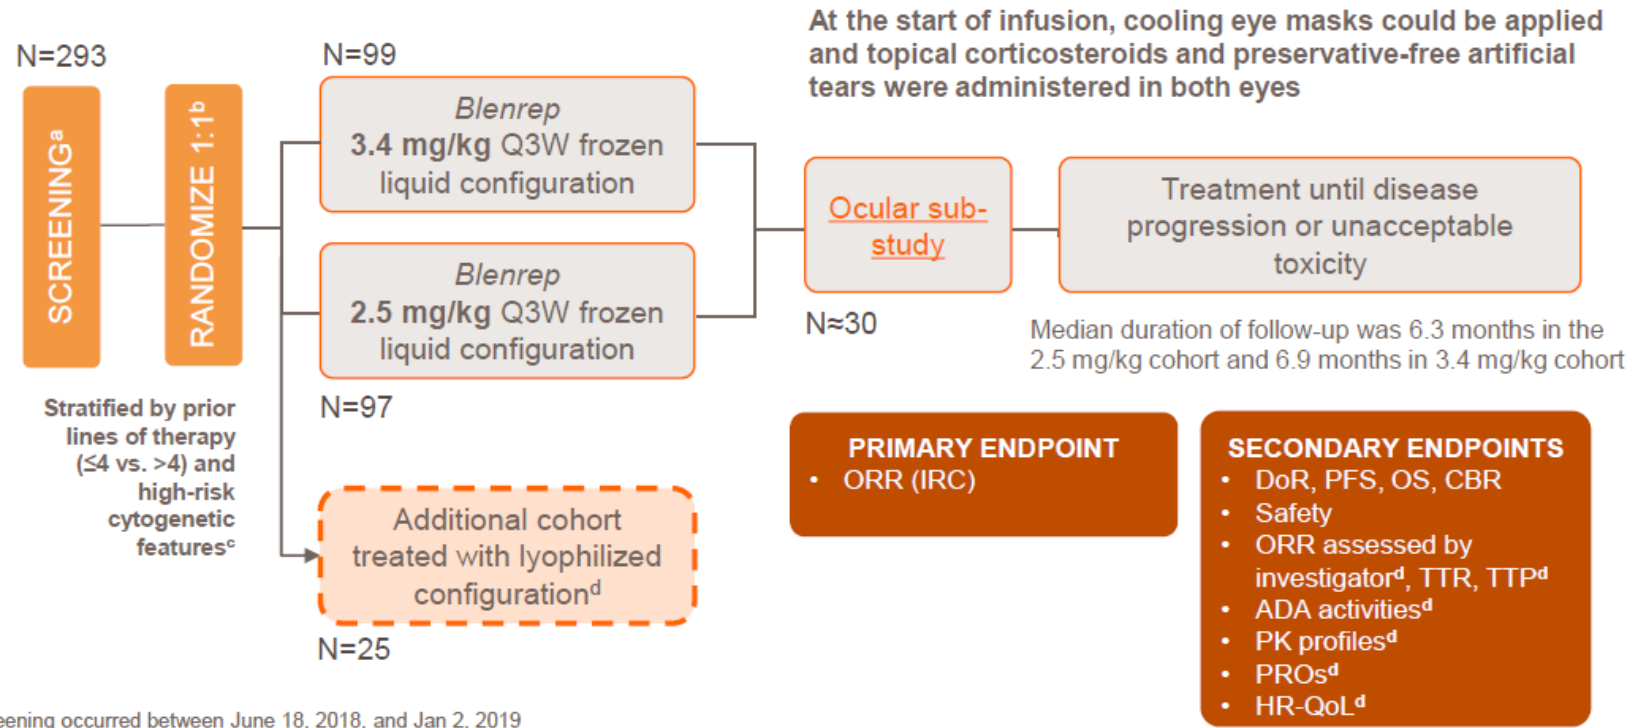 At the start of infusion, cooling eye masks could be applied
and topical corticosteroids and preservative-free artificial
tears were administered in both eyes
N=293
SCREENINGᵃ
RANDOMIZE 1:1ᵇ
Stratified by prior
lines of therapy
(≤4 vs. >4) and
high-risk
cytogenetic
featuresᶜ
N=99
Blenrep
3.4 mg/kg Q3W frozen
liquid configuration
Blenrep
2.5 mg/kg Q3W frozen
liquid configuration
N=97
Additional cohort
treated with lyophilized
configurationᵈ
N=25
Ocular sub-
study
N≈30
Treatment until disease
progression or unacceptable
toxicity
Median duration of follow-up was 6.3 months in the
2.5 mg/kg cohort and 6.9 months in 3.4 mg/kg cohort
PRIMARY ENDPOINT
• ORR (IRC)
SECONDARY ENDPOINTS
• DoR, PFS, OS, CBR
• Safety
• ORR assessed by
investigatorᵈ, TTR, TTPᵈ
• ADA activitiesᵈ
• PK profilesᵈ
• PROsᵈ
• HR-QoLᵈ
eening occurred between June 18, 2018, and Jan 2, 2019